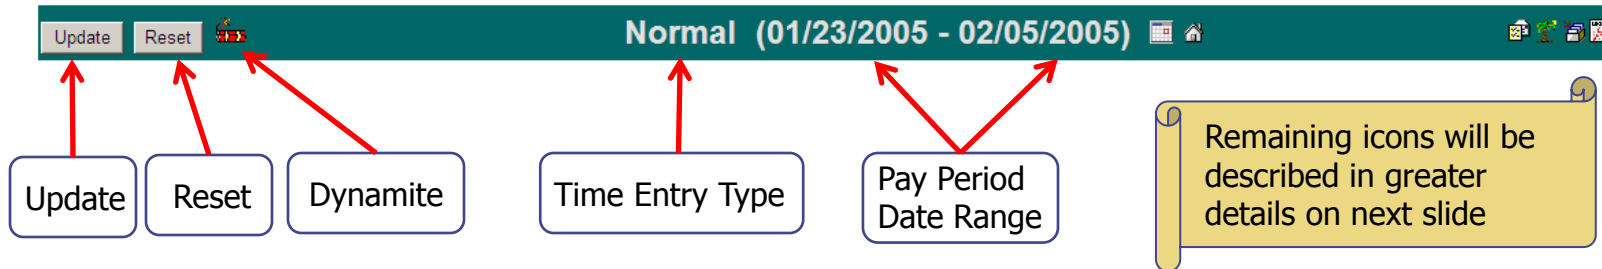 Update Reset Normal (01/23/2005 - 02/05/2005)
Update
Reset
Dynamite
Time Entry Type
Pay Period
Date Range
Remaining icons will be
described in greater
details on next slide